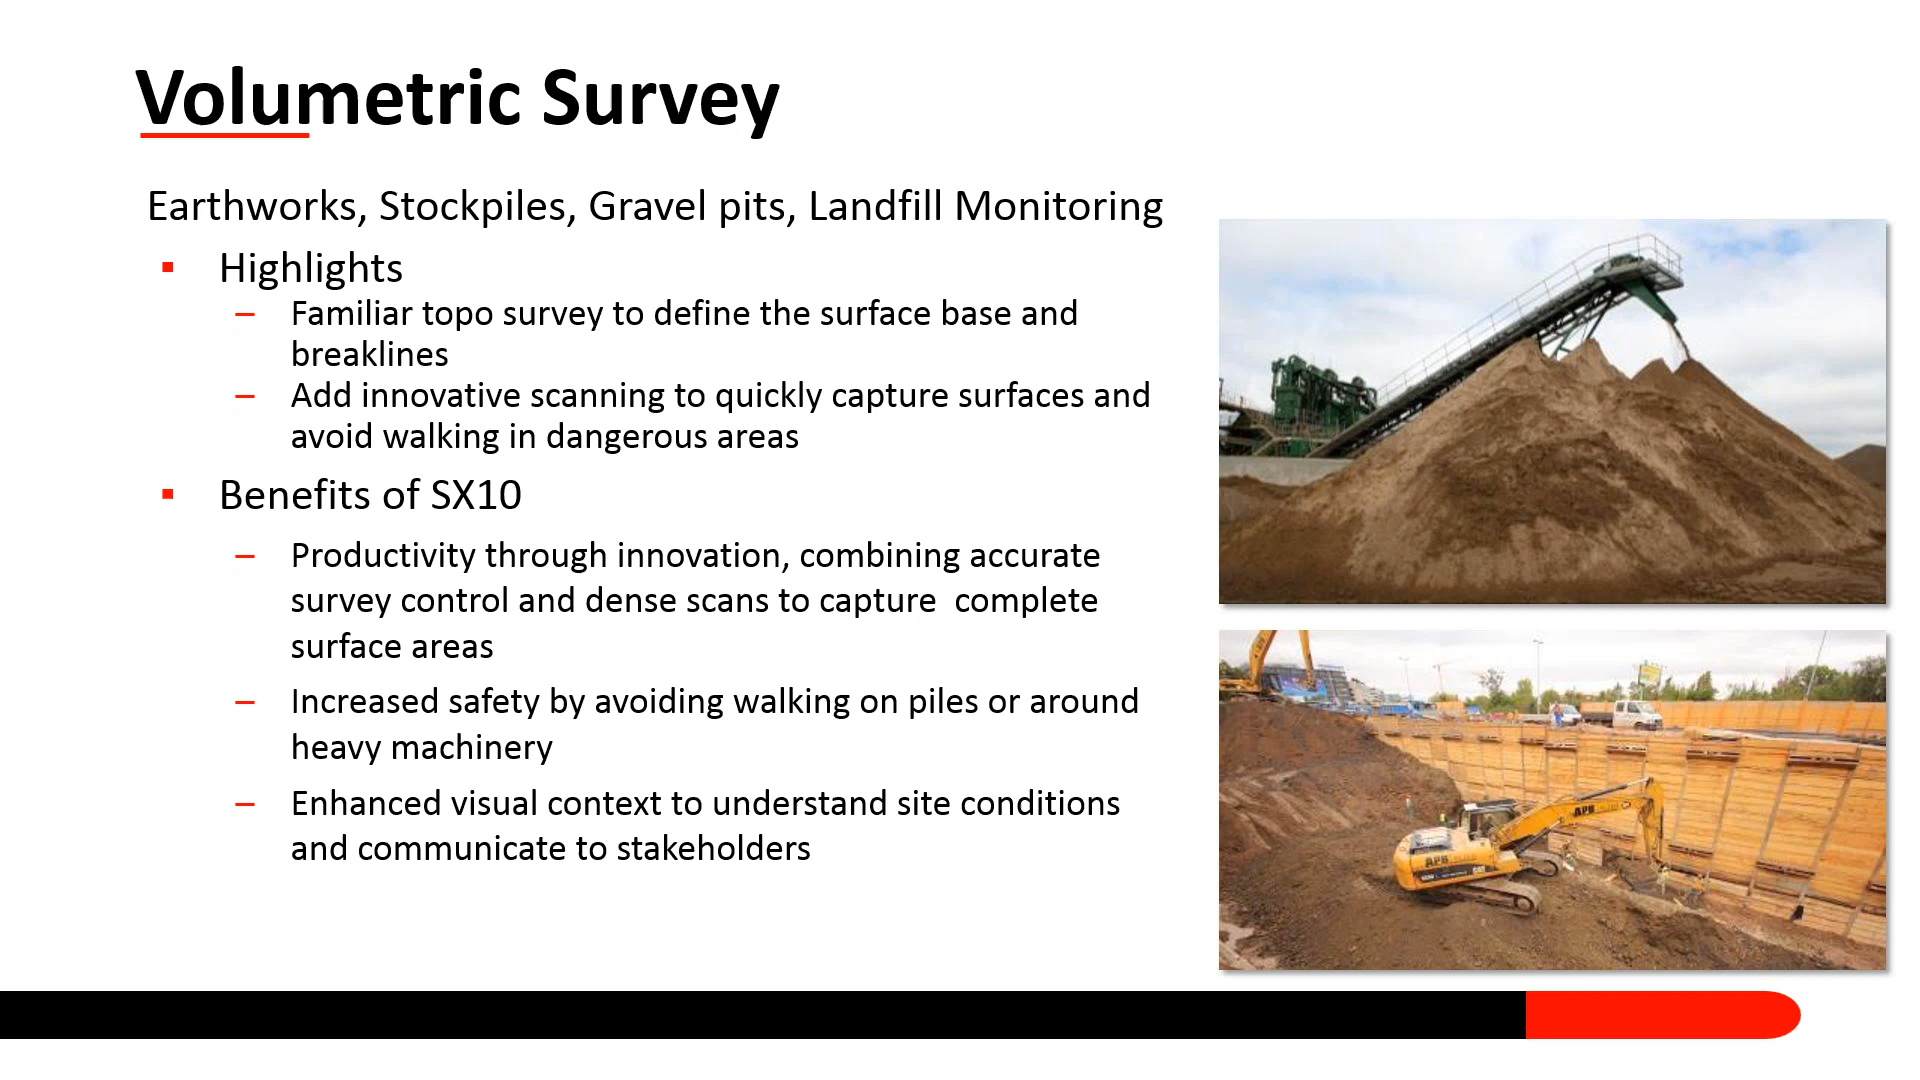 Volumetric Survey
Earthworks, Stockpiles, Gravel pits, Landfill Monitoring
▪ Highlights
– Familiar topo survey to define the surface base and
breaklines
– Add innovative scanning to quickly capture surfaces and
avoid walking in dangerous areas
▪ Benefits of SX10
– Productivity through innovation, combining accurate
survey control and dense scans to capture  complete
surface areas
– Increased safety by avoiding walking on piles or around
heavy machinery
– Enhanced visual context to understand site conditions
and communicate to stakeholders
APB
APB